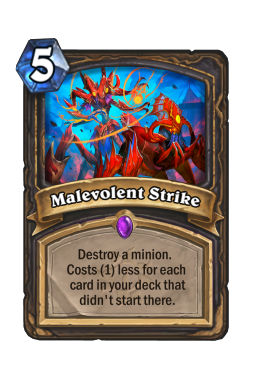 5
Malevolent Strike
Destroy a minion.
Costs (1) less for each
card in your deck that
didn't start there.